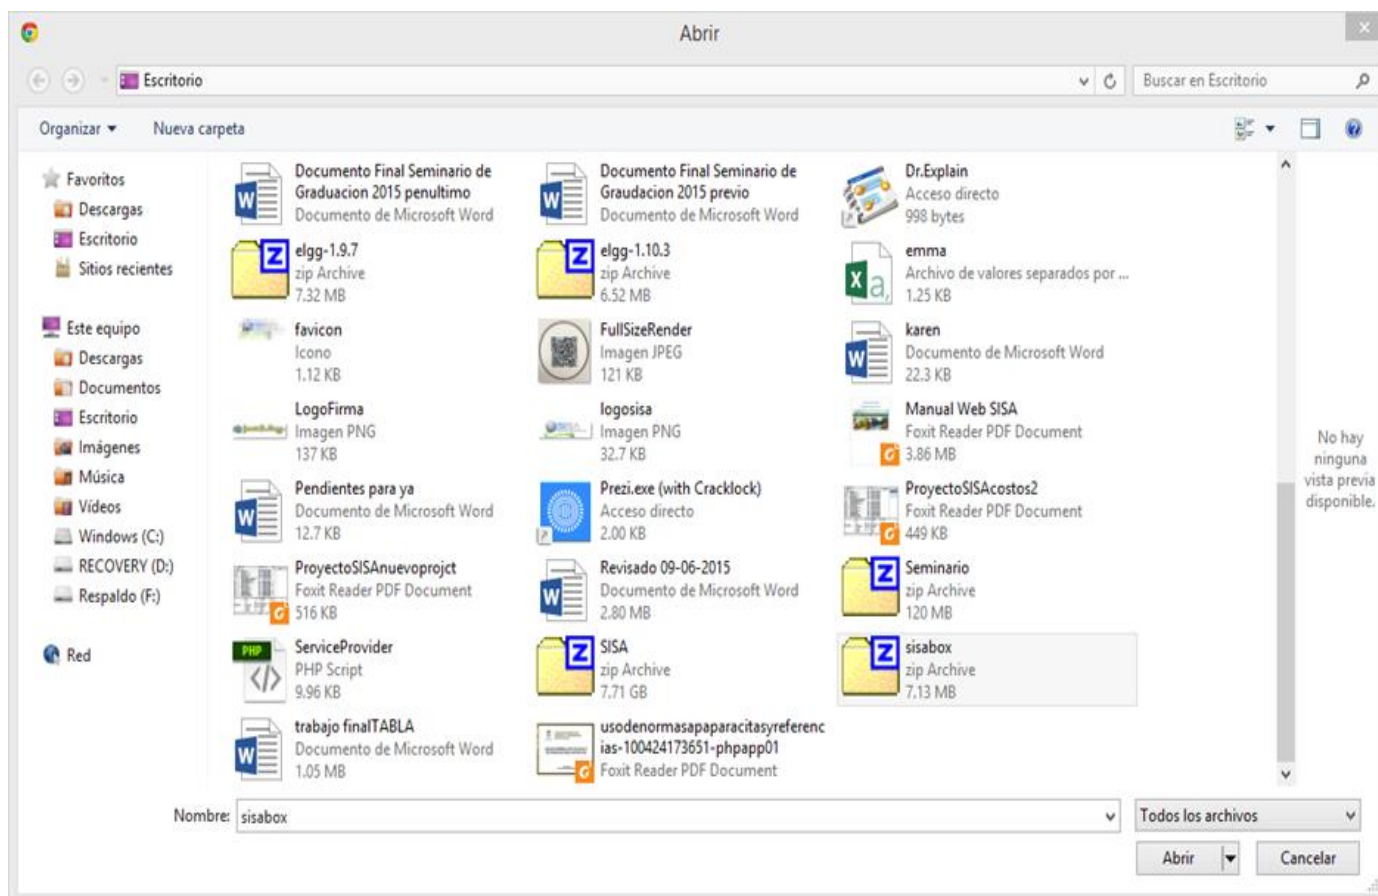 Abrir
Escritorio
Buscar en Escritorio
Organizar
Nueva carpeta
Favoritos
Descargas
Escritorio
Sitios recientes
Este equipo
Descargas
Documentos
Escritorio
Imágenes
Música
Vídeos
Windows (C:)
RECOVERY (D:)
Respaldo (F:)
Red
Documento Final Seminario de
Graduacion 2015 penultimo
Documento de Microsoft Word
Documento Final Seminario de
Graudacion 2015 previo
Documento de Microsoft Word
Dr.Explain
Acceso directo
998 bytes
elgg-1.9.7
zip Archive
7.32 MB
elgg-1.10.3
zip Archive
6.52 MB
emma
Archivo de valores separados por ...
1.25 KB
favicon
Icono
1.12 KB
FullSizeRender
Imagen JPEG
121 KB
karen
Documento de Microsoft Word
22.3 KB
LogoFirma
Imagen PNG
137 KB
logosisa
Imagen PNG
32.7 KB
Manual Web SISA
Foxit Reader PDF Document
3.86 MB
Pendientes para ya
Documento de Microsoft Word
12.7 KB
Prezi.exe (with Cracklock)
Acceso directo
2.00 KB
ProyectoSISAcostos2
Foxit Reader PDF Document
449 KB
ProyectoSISAnuevoprojct
Foxit Reader PDF Document
516 KB
Revisado 09-06-2015
Documento de Microsoft Word
2.80 MB
Seminario
zip Archive
120 MB
PHP
ServiceProvider
PHP Script
9.96 KB
SISA
zip Archive
7.71 GB
sisabox
zip Archive
7.13 MB
trabajo finalTABLA
Documento de Microsoft Word
1.05 MB
usodenormasapaparacitasyreferenc
ias-100424173651-phpapp01
Foxit Reader PDF Document
No hay
ninguna
vista previa
disponible.
Nombre: sisabox
Todos los archivos
Abrir
Cancelar